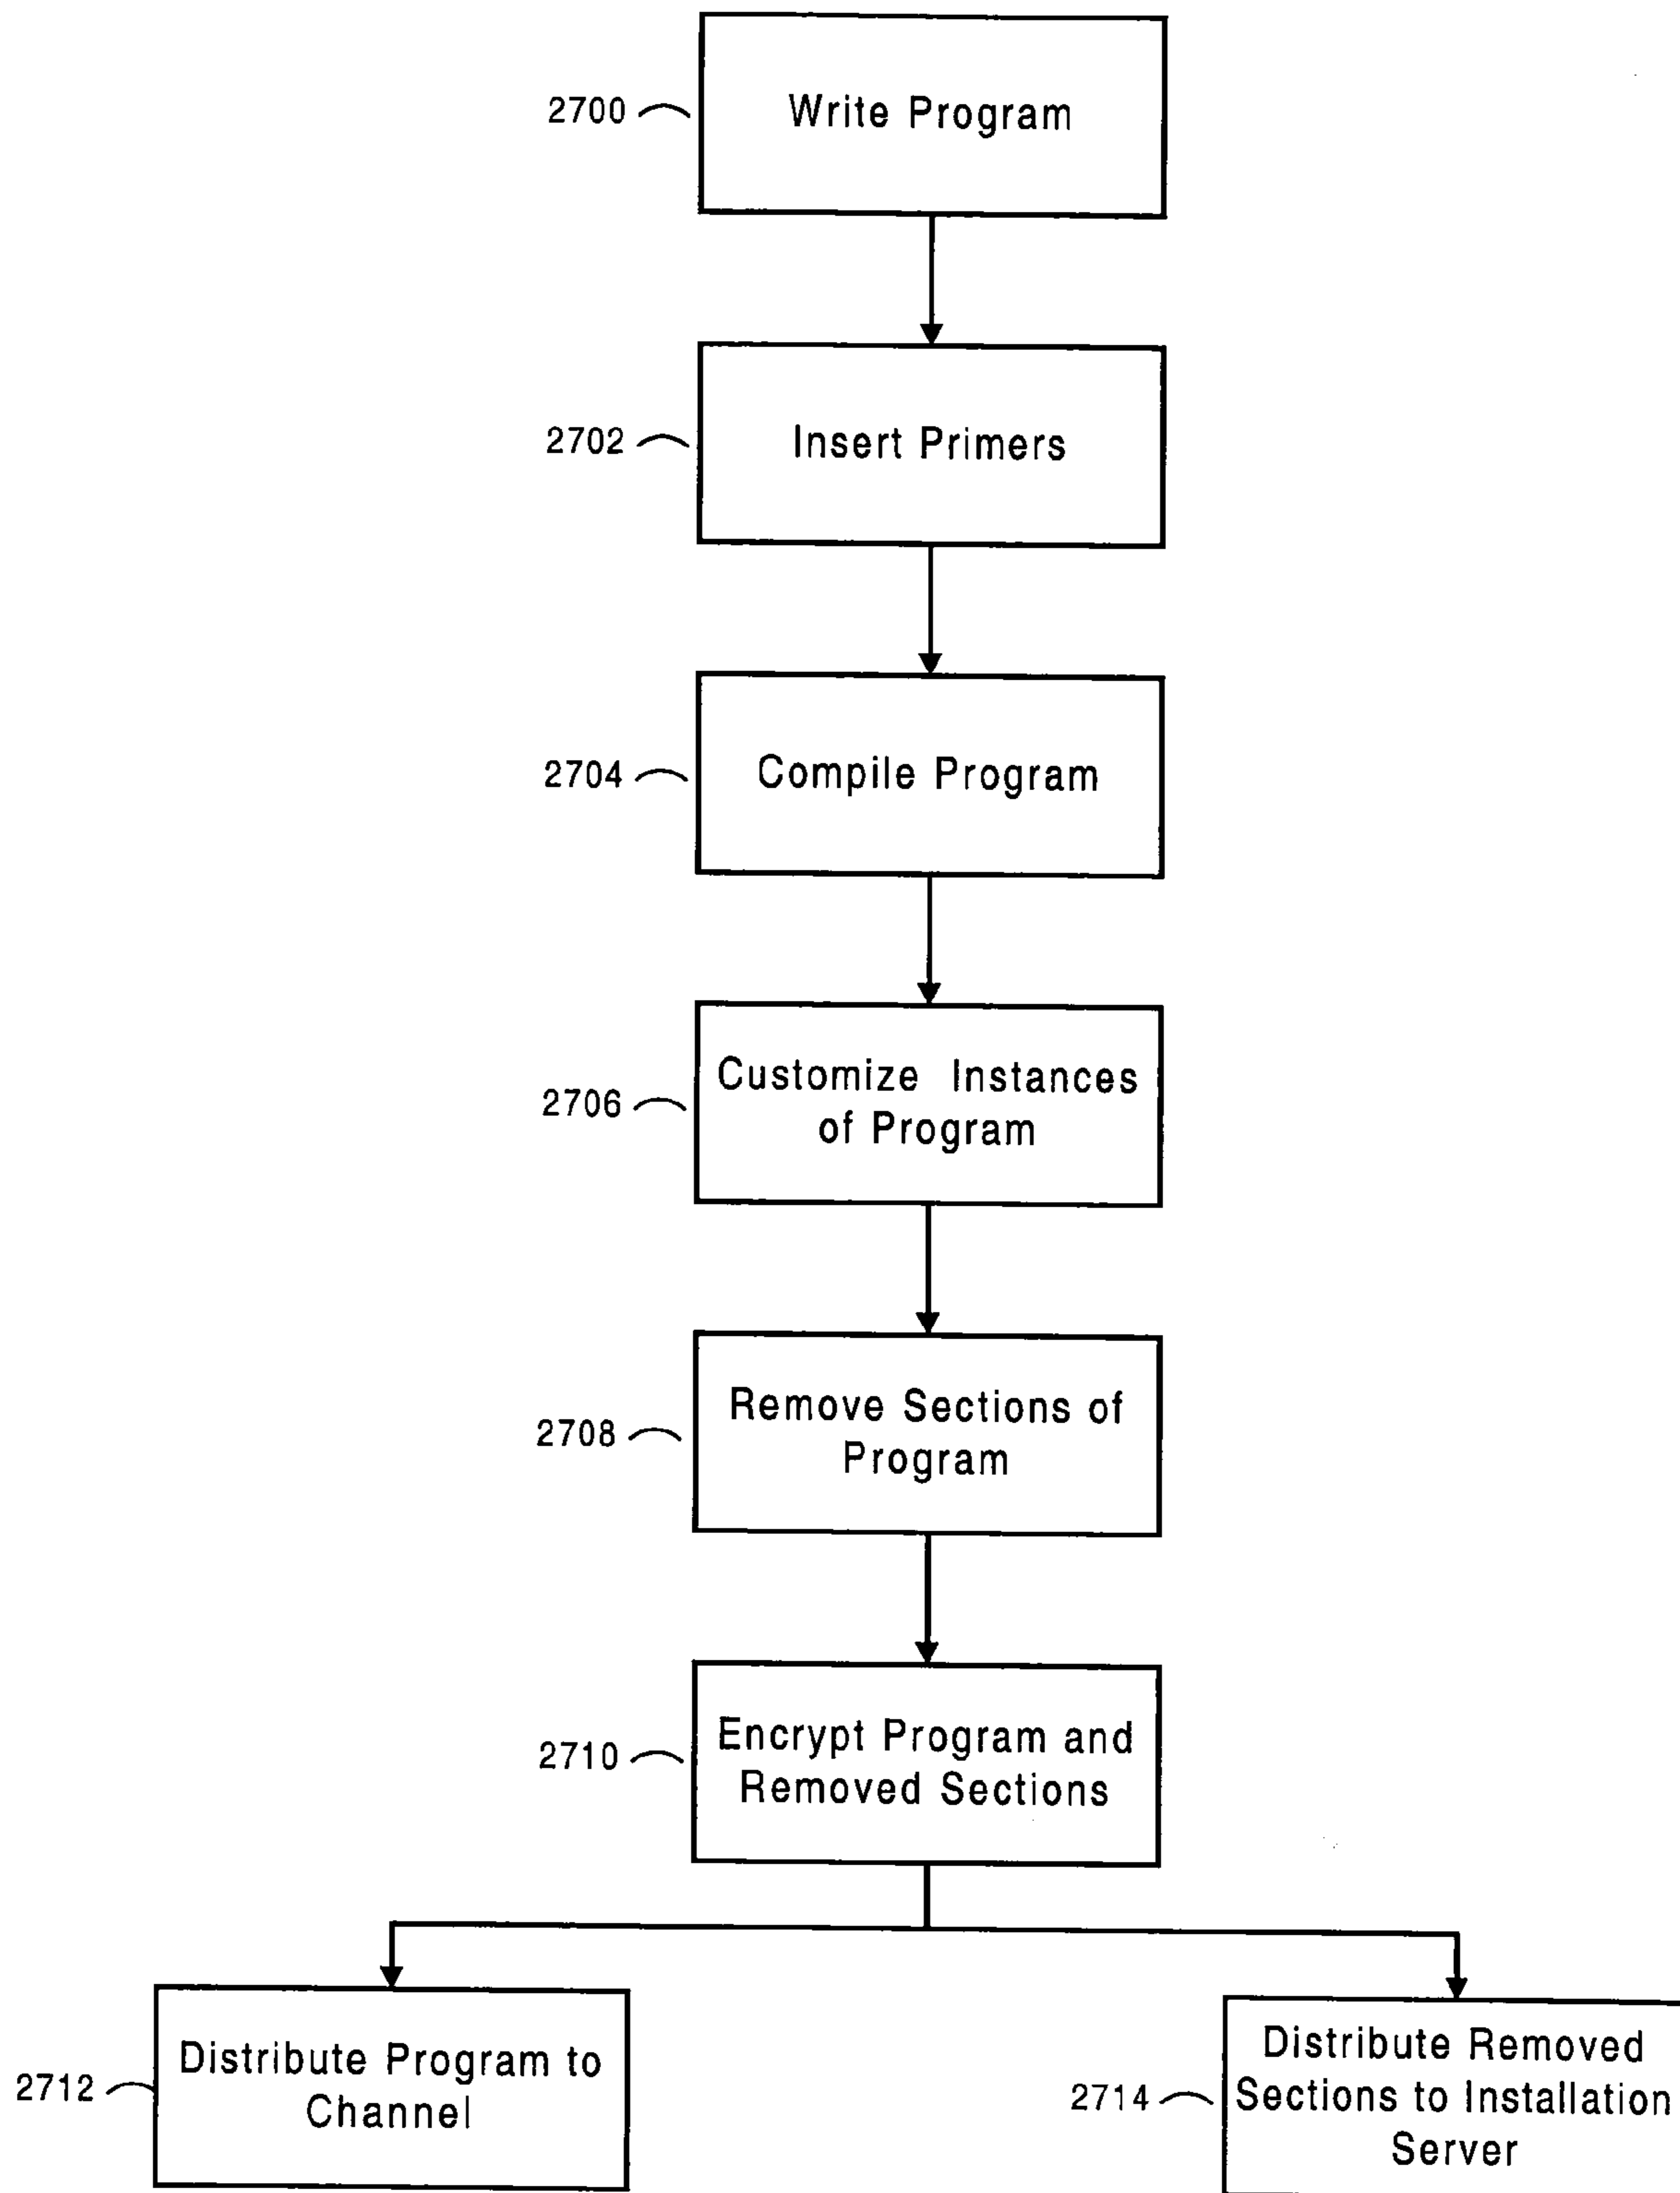 2700
Write Program
2702
Insert Primers
2704
Compile Program
2706
Customize Instances
of Program
2708
Remove Sections of
Program
2710
Encrypt Program and
Removed Sections
2712
Distribute Program to
Channel
2714
Distribute Removed
Sections to Installation
Server